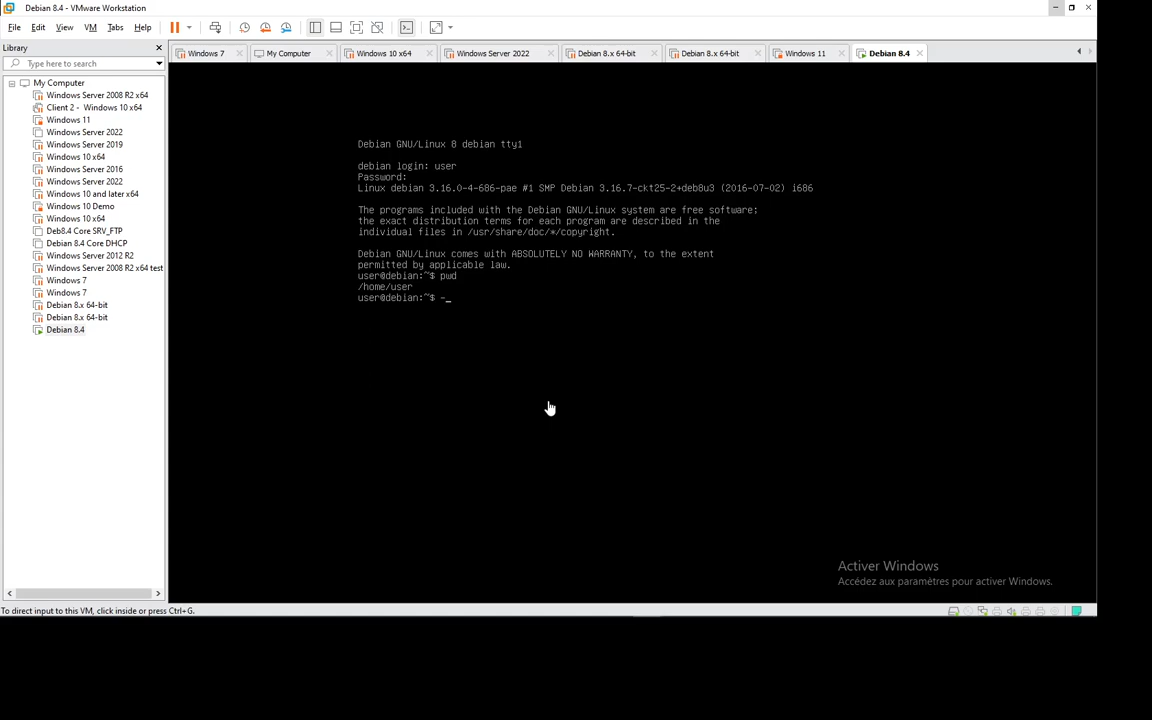 Debian 8.4 - VMware Workstation
File Edit View VM Tabs Help
Library
Type here to search
My Computer
Windows Server 2008 R2 x64
Client 2 - Windows 10 x64
Windows 11
Windows Server 2022
Windows Server 2019
Windows 10 x64
Windows Server 2016
Windows Server 2022
Windows 10 and later x64
Windows 10 Demo
Windows 10 x64
Deb8.4 Core SRV_FTP
Debian 8.4 Core DHCP
Windows Server 2012 R2
Windows Server 2008 R2 x64 test
Windows 7
Windows 7
Debian 8.x 64-bit
Debian 8.x 64-bit
Debian 8.4
Windows 7 My Computer Windows 10 x64 Windows Server 2022 Debian 8.x 64-bit Debian 8.x 64-bit Windows 11 Debian 8.4
Debian GNU/Linux 8 debian tty1
debian login: user
Password:
Linux debian 3.16.0-4-686-pae #1 SMP Debian 3.16.7-ckt25-2+deb8u3 (2016-07-02) i686
The programs included with the Debian GNU/Linux system are free software;
the exact distribution terms for each program are described in the
individual files in /usr/share/doc/*/copyright.
Debian GNU/Linux comes with ABSOLUTELY NO WARRANTY, to the extent
permitted by applicable law.
user@debian:~$ pwd
/home/user
user@debian:~$ -_
Activer Windows
Accédez aux paramètres pour activer Windows.
To direct input to this VM, click inside or press Ctrl+G.